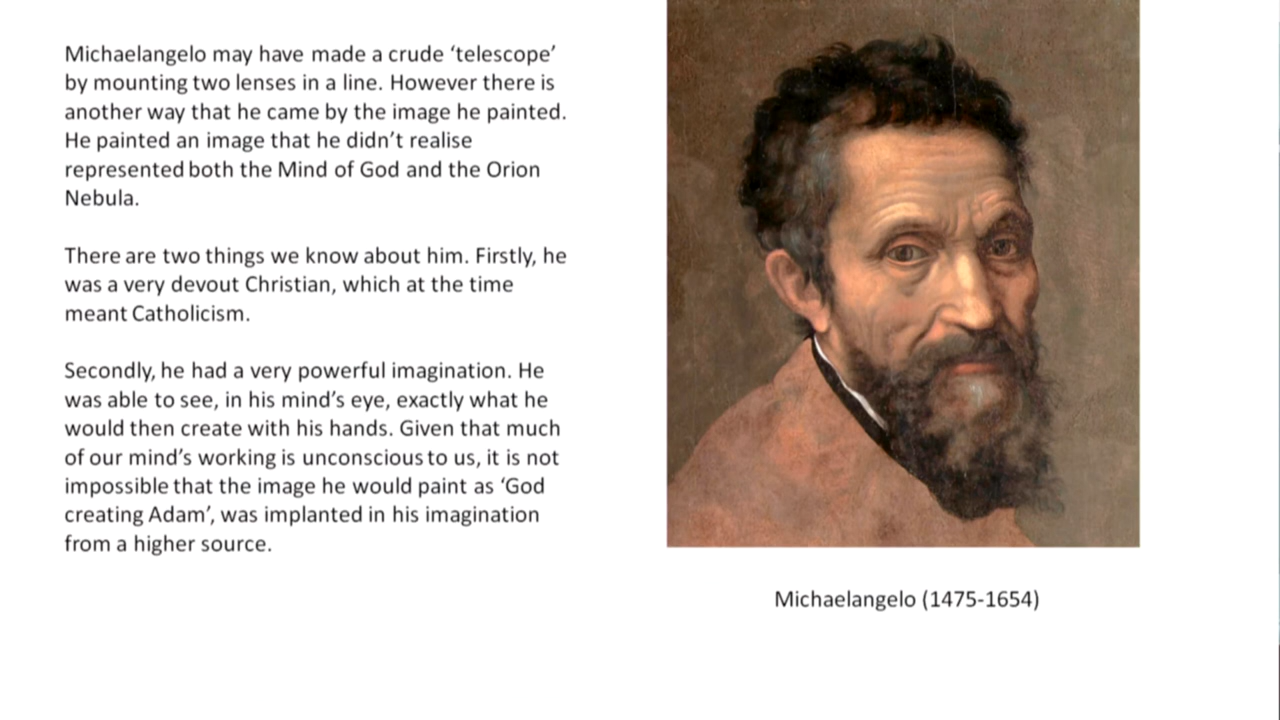 Michaelangelo may have made a crude ‘telescope’
by mounting two lenses in a line. However there is
another way that he came by the image he painted.
He painted an image that he didn’t realise
represented both the Mind of God and the Orion
Nebula.
There are two things we know about him. Firstly, he
was a very devout Christian, which at the time
meant Catholicism.
Secondly, he had a very powerful imagination. He
was able to see, in his mind’s eye, exactly what he
would then create with his hands. Given that much
of our mind’s working is unconscious to us, it is not
impossible that the image he would paint as ‘God
creating Adam’, was implanted in his imagination
from a higher source.
Michaelangelo (1475-1654)